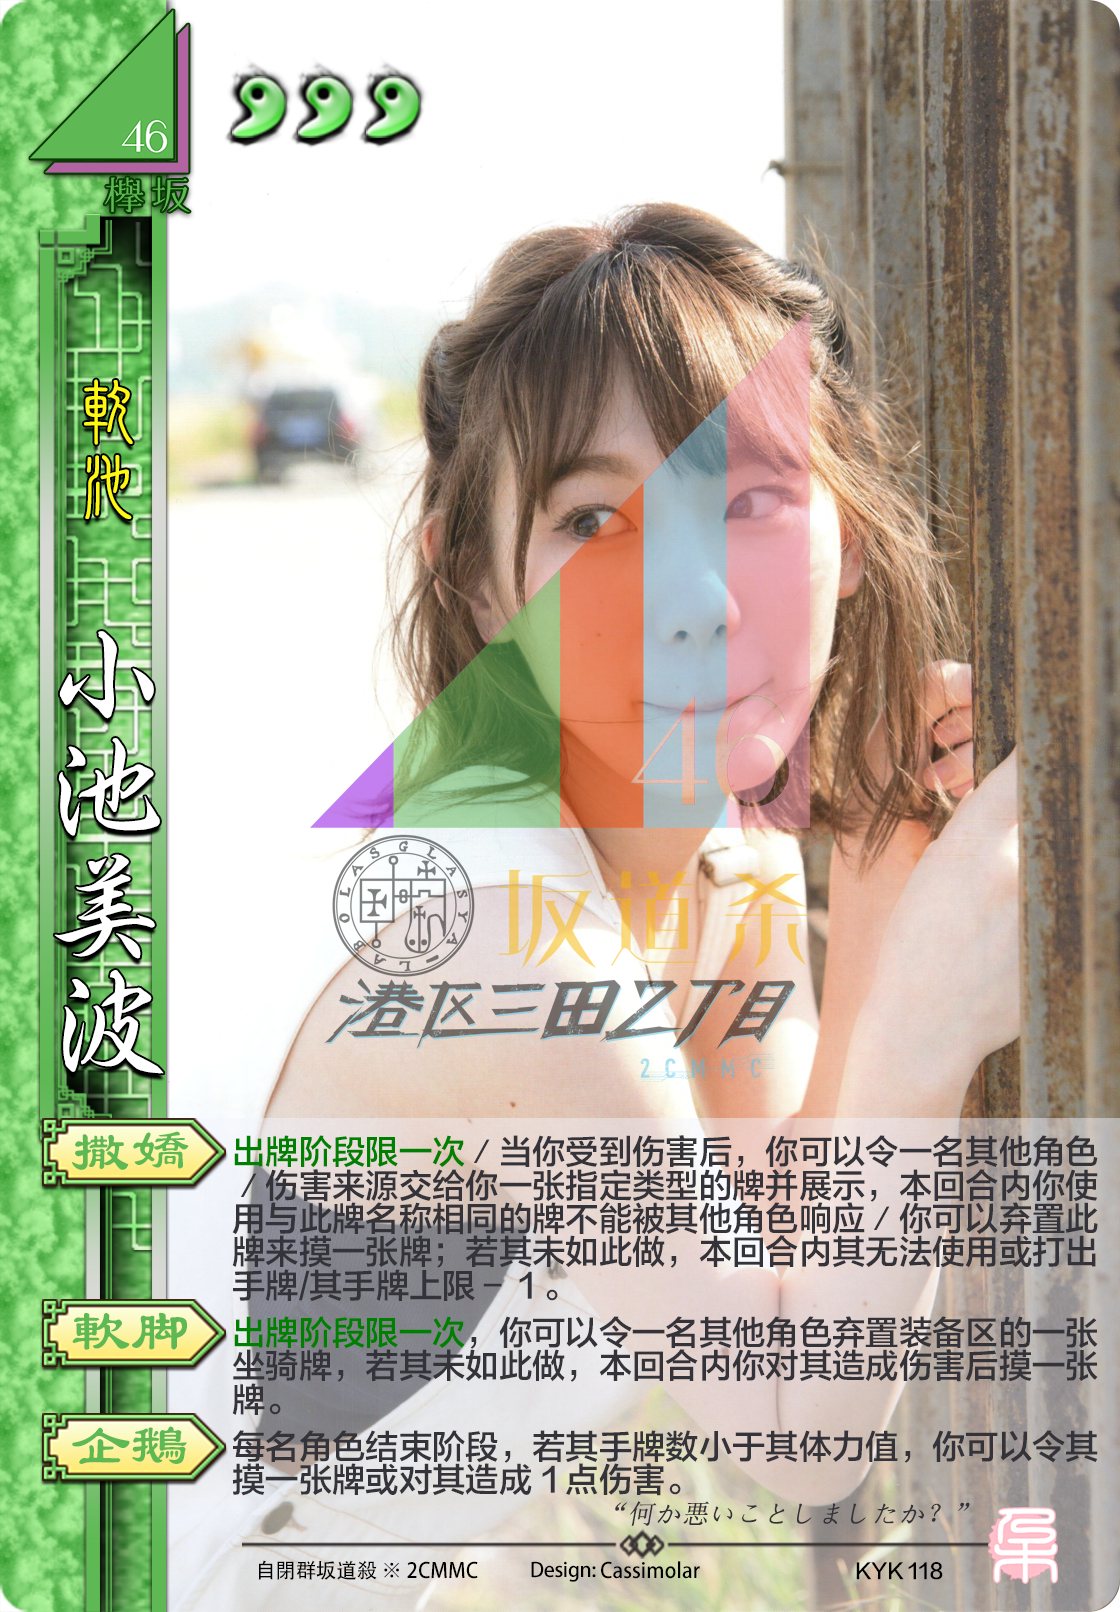 46
欅坂
軟池
小池美波
46
GLASYA-LABOLAS
坂道杀
港区三田2丁目
2CMMC
撒嬌
出牌阶段限一次 / 当你受到伤害后，你可以令一名其他角色
/ 伤害来源交给你一张指定类型的牌并展示，本回合内你使
用与此牌名称相同的牌不能被其他角色响应 / 你可以弃置此
牌来摸一张牌；若其未如此做，本回合内其无法使用或打出
手牌/其手牌上限 − 1 。
軟脚
出牌阶段限一次，你可以令一名其他角色弃置装备区的一张
坐骑牌，若其未如此做，本回合内你对其造成伤害后摸一张
牌。
企鵝
每名角色结束阶段，若其手牌数小于其体力值，你可以令其
摸一张牌或对其造成 1点伤害。
“何か悪いことしましたか？”
自閉群坂道殺 ※ 2CMMC
Design: Cassimolar
KYK 118